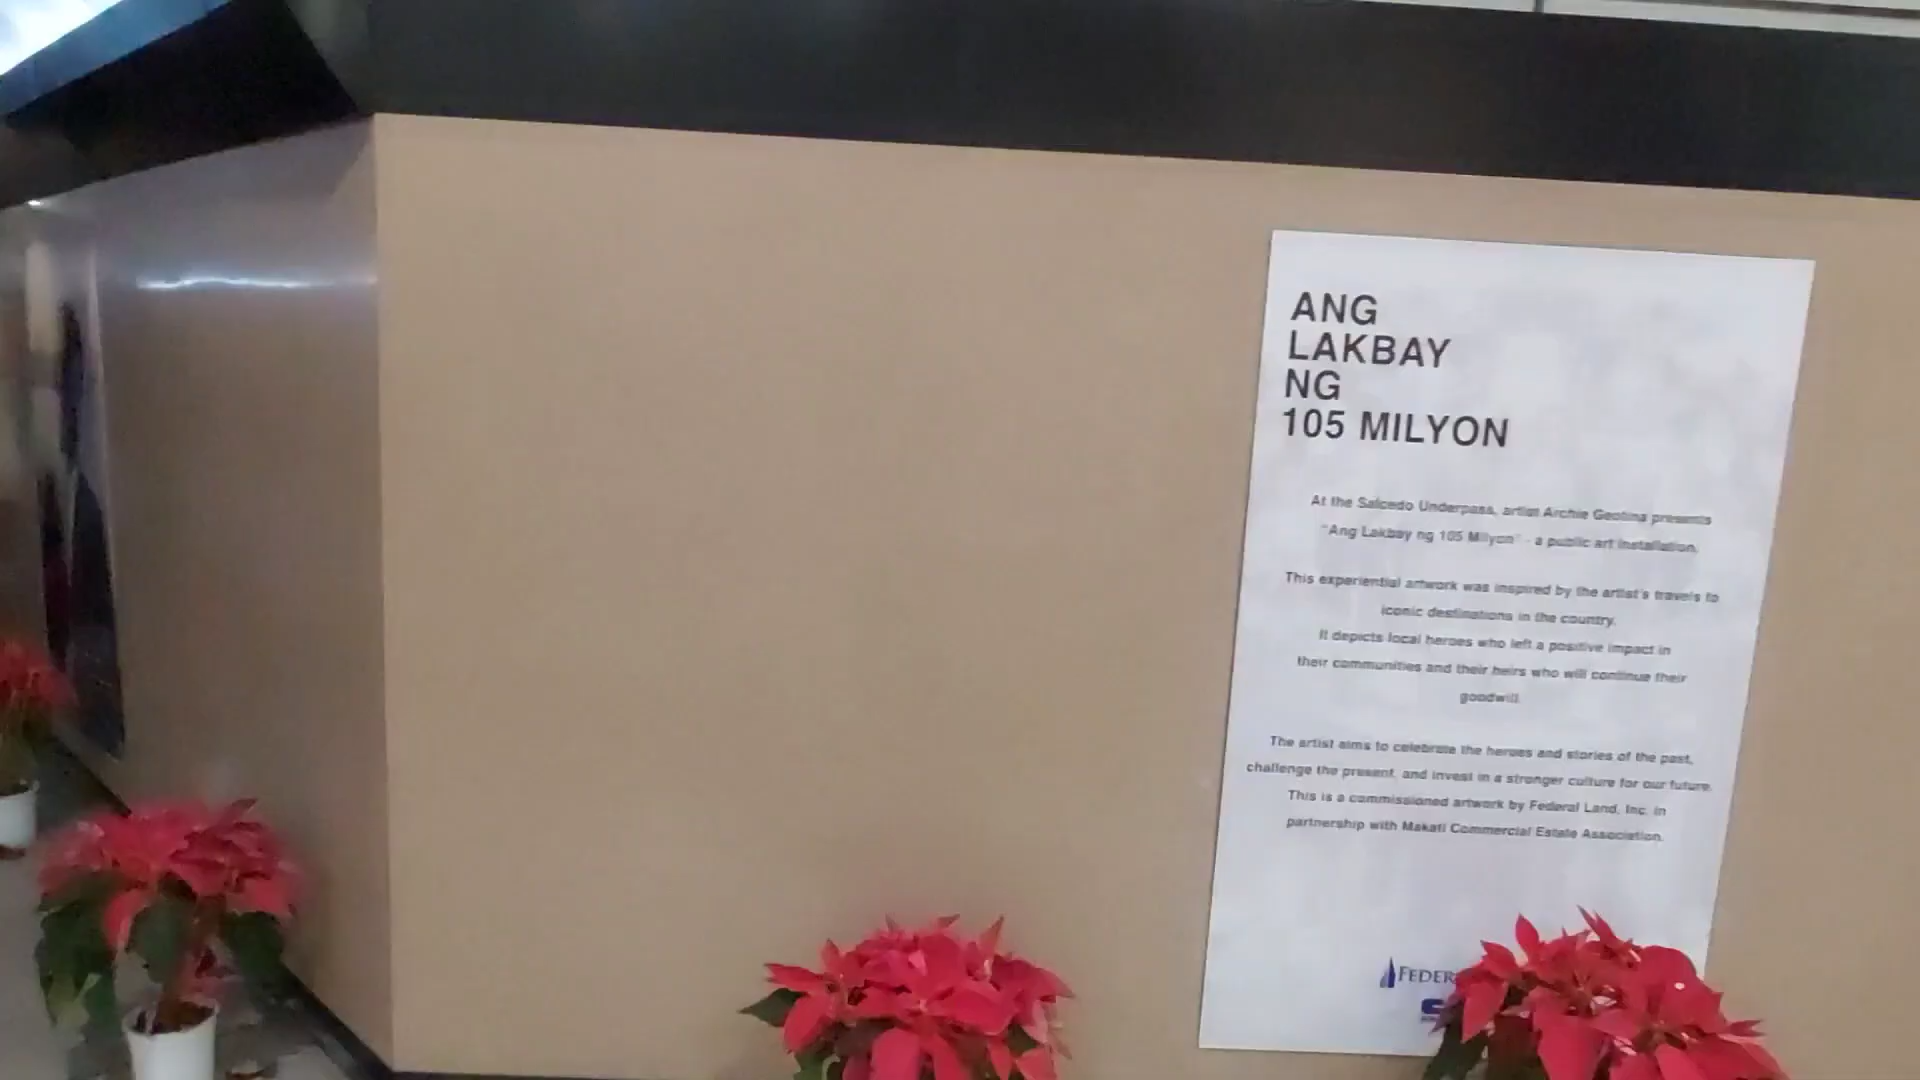 ANG
LAKBAY
NG
105 MILYON
At the Salcedo Underpass, artist Archie Geotina presents
"Ang Lakbay ng 105 Milyon" - a public art installation.
This experiential artwork was inspired by the artist's travels to
iconic destinations in the country.
It depicts local heroes who left a positive impact in
their communities and their heirs who will continue their
goodwill.
The artist aims to celebrate the heroes and stories of the past,
challenge the present, and invest in a stronger culture for our future.
This is a commissioned artwork by Federal Land, Inc. in
partnership with Makati Commercial Estate Association.
FEDER